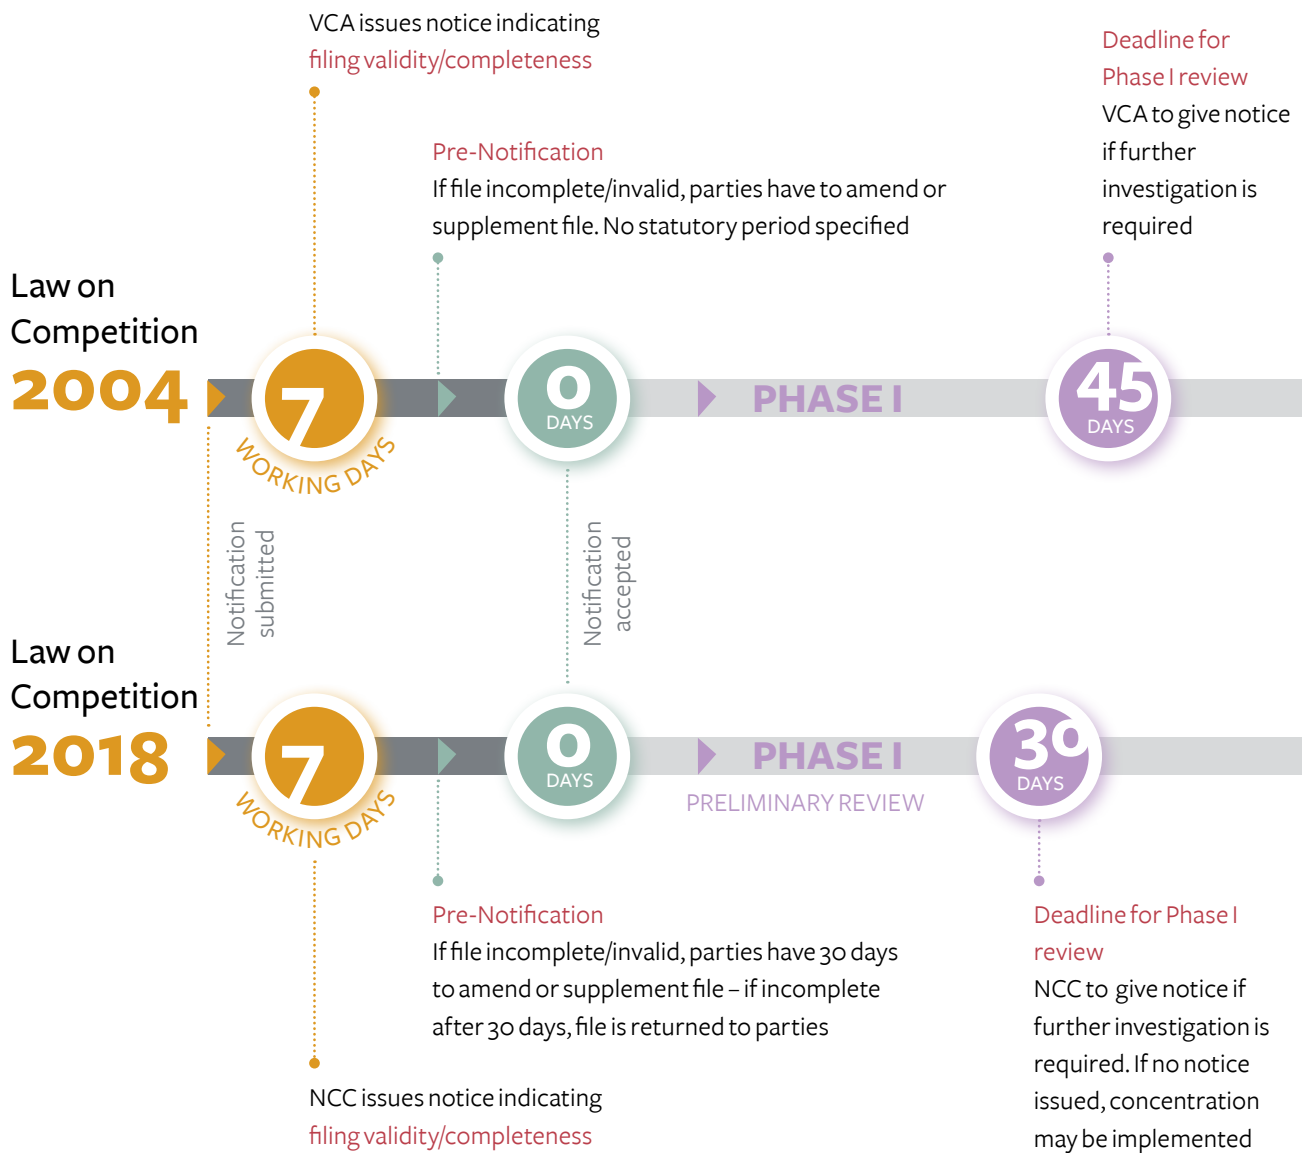 VCA issues notice indicating
filing validity/completeness
Deadline for
Phase I review
VCA to give notice
if further
investigation is
required
Pre-Notification
If file incomplete/invalid, parties have to amend or
supplement file. No statutory period specified
Law on
Competition
2004
7
WORKING DAYS
0
DAYS
PHASE I
45
DAYS
Notification
submitted
Notification
accepted
Law on
Competition
2018
7
WORKING DAYS
0
DAYS
PHASE I
PRELIMINARY REVIEW
30
DAYS
Pre-Notification
If file incomplete/invalid, parties have 30 days
to amend or supplement file – if incomplete
after 30 days, file is returned to parties
Deadline for Phase I
review
NCC to give notice if
further investigation is
required. If no notice
issued, concentration
may be implemented
NCC issues notice indicating
filing validity/completeness